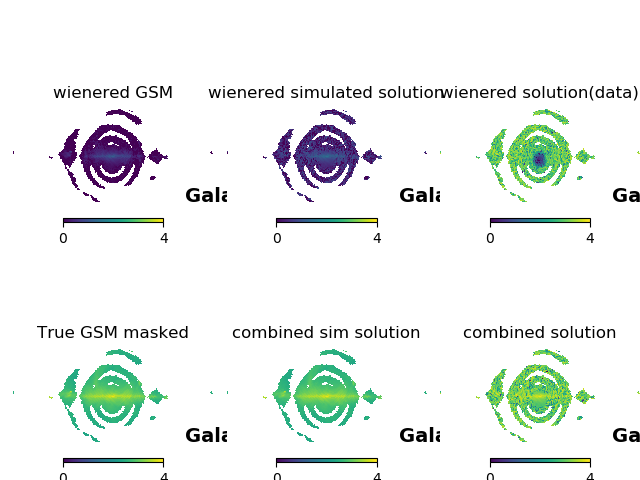 wienered GSM
wienered simulated solution
wienered solution(data)
Gala
Gala
Ga
0 4
0 4
0 4
True GSM masked
combined sim solution
combined solution
Gala
Gala
Ga
0 4
0 4
0 4